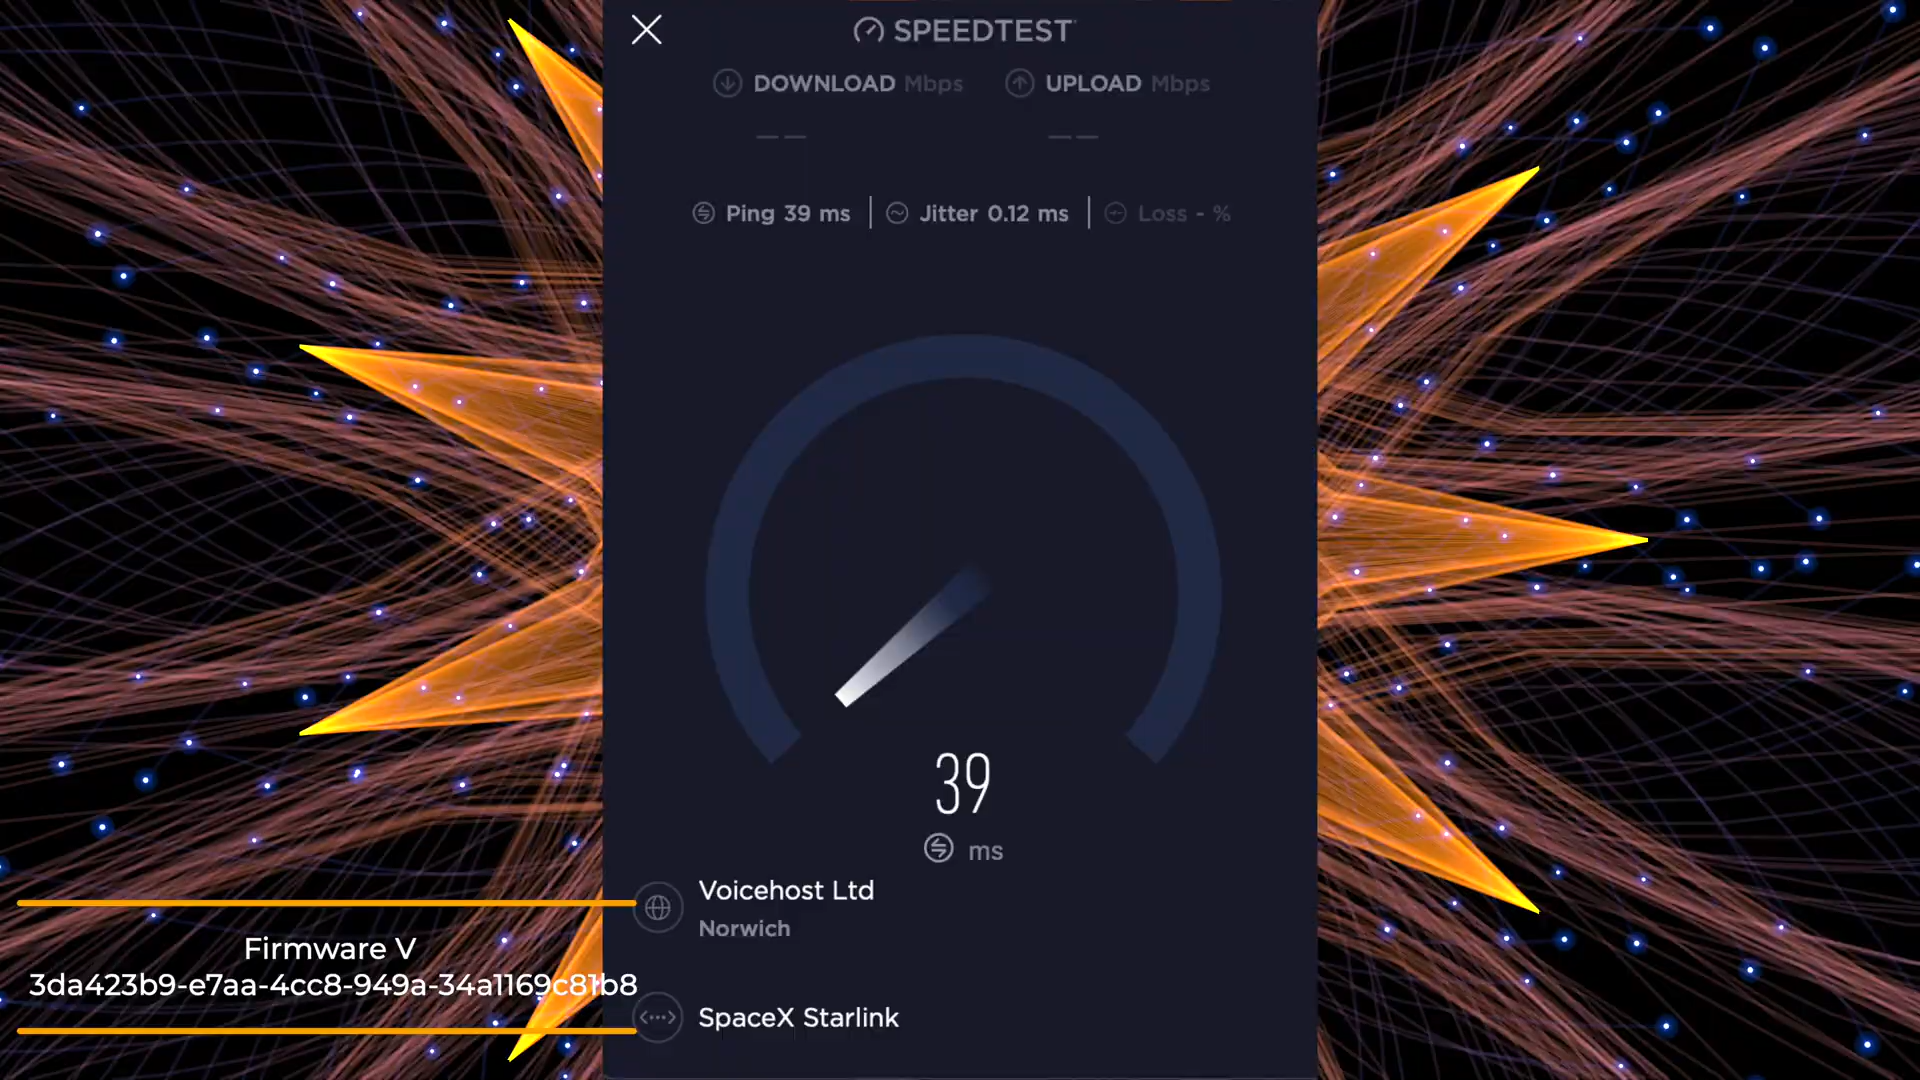 SPEEDTEST
DOWNLOAD Mbps UPLOAD Mbps
— — — —
Ping 39 ms Jitter 0.12 ms Loss - %
39
ms
Voicehost Ltd
Norwich
Firmware V
3da423b9-e7aa-4cc8-949a-34a1169c81b8
SpaceX Starlink